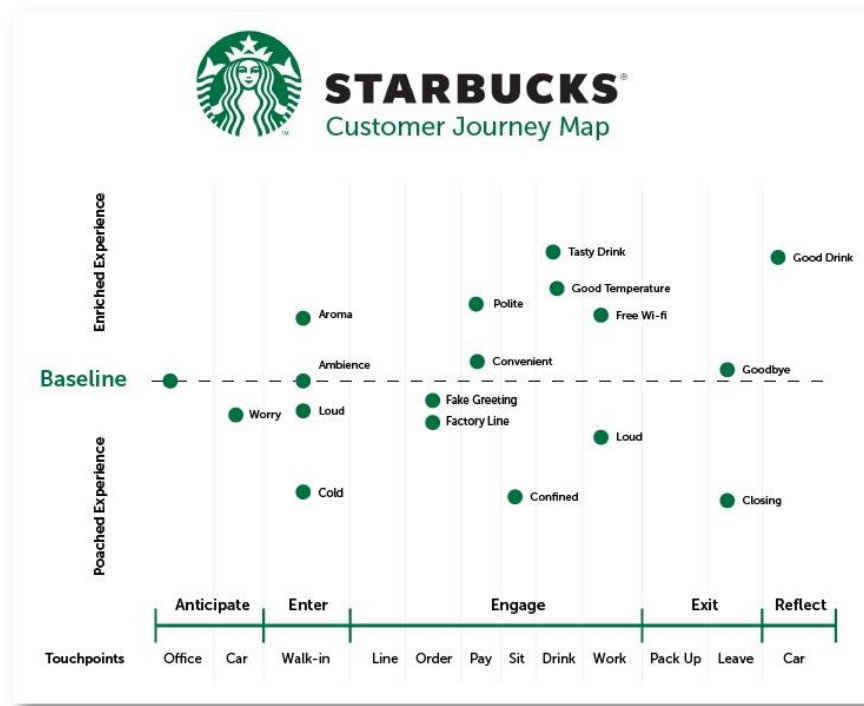 STARBUCKS®
Customer Journey Map
TM
Enriched Experience
Baseline
Poached Experience
Worry
Aroma
Ambience
Loud
Cold
Fake Greeting
Factory Line
Polite
Convenient
Confined
Tasty Drink
Good Temperature
Free Wi-fi
Loud
Goodbye
Closing
Good Drink
Anticipate Enter Engage Exit Reflect
Touchpoints Office Car Walk-in Line Order Pay Sit Drink Work Pack Up Leave Car